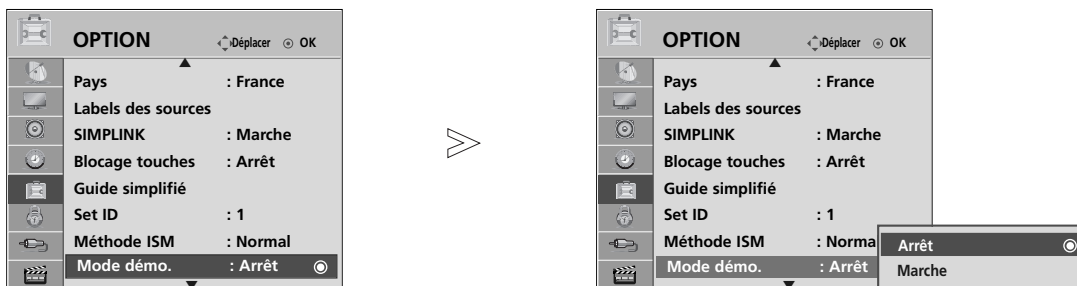 OPTION Déplacer OK
Pays : France
Labels des sources
SIMPLINK : Marche
Blocage touches : Arrêt
Guide simplifié
Set ID : 1
Méthode ISM : Normal
Mode démo. : Arrêt
OPTION Déplacer OK
Pays : France
Labels des sources
SIMPLINK : Marche
Blocage touches : Arrêt
Guide simplifié
Set ID : 1
Méthode ISM : Norma
Mode démo. : Arrêt
Arrêt
Marche